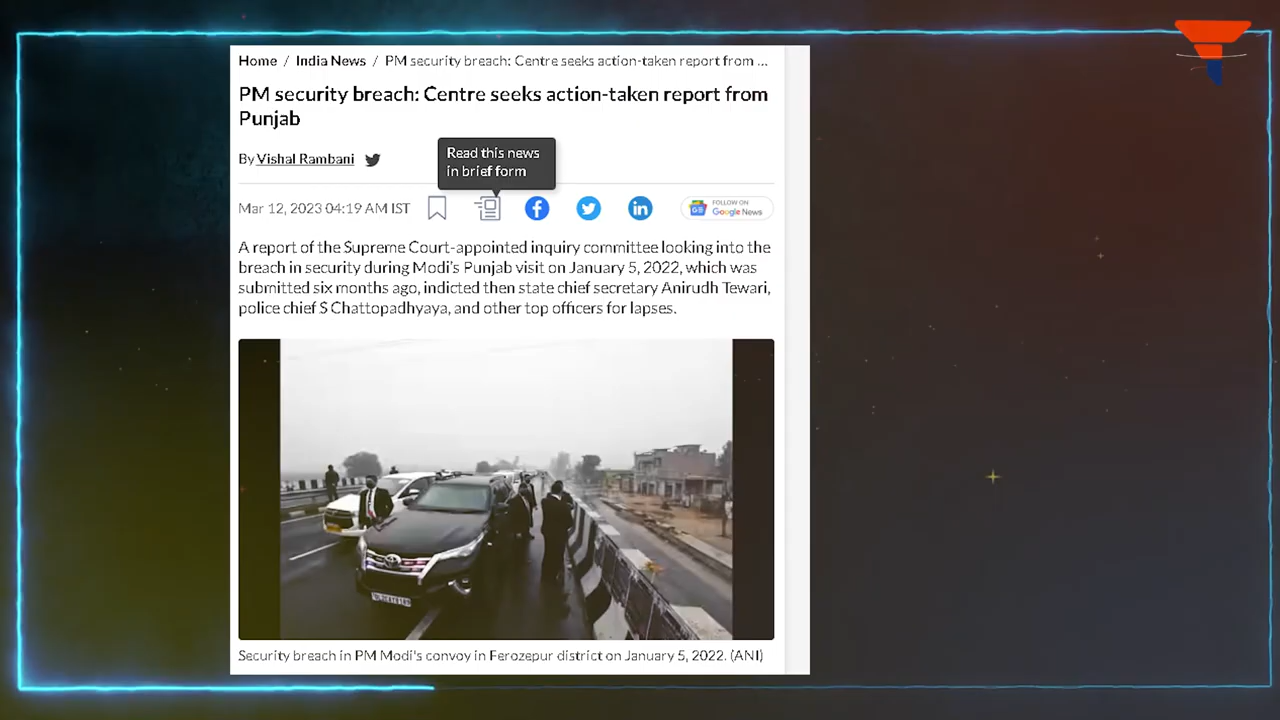 Home / India News / PM security breach: Centre seeks action-taken report from ...
PM security breach: Centre seeks action-taken report from
Punjab
By Vishal Rambani
Read this news
in brief form
Mar 12, 2023 04:19 AM IST
FOLLOW ON
Google News
A report of the Supreme Court-appointed inquiry committee looking into the
breach in security during Modi's Punjab visit on January 5, 2022, which was
submitted six months ago, indicted then state chief secretary Anirudh Tewari,
police chief S Chattopadhyaya, and other top officers for lapses.
Security breach in PM Modi's convoy in Ferozepur district on January 5, 2022. (ANI)